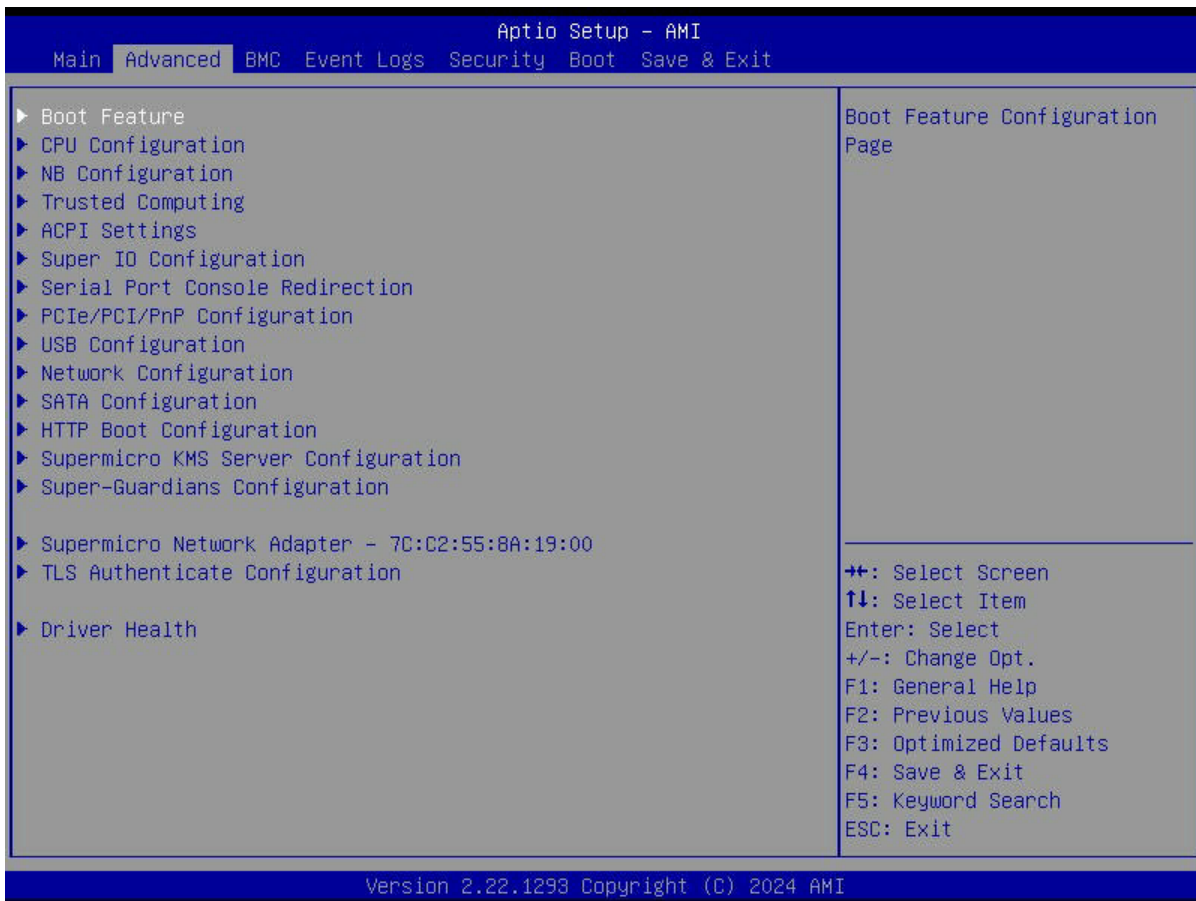 Aptio Setup – AMI
Main Advanced BMC Event Logs Security Boot Save & Exit
▶ Boot Feature
▶ CPU Configuration
▶ NB Configuration
▶ Trusted Computing
▶ ACPI Settings
▶ Super IO Configuration
▶ Serial Port Console Redirection
▶ PCIe/PCI/PnP Configuration
▶ USB Configuration
▶ Network Configuration
▶ SATA Configuration
▶ HTTP Boot Configuration
▶ Supermicro KMS Server Configuration
▶ Super-Guardians Configuration
▶ Supermicro Network Adapter – 7C:C2:55:8A:19:00
▶ TLS Authenticate Configuration
▶ Driver Health
Boot Feature Configuration
Page
→←: Select Screen
↑↓: Select Item
Enter: Select
+/-: Change Opt.
F1: General Help
F2: Previous Values
F3: Optimized Defaults
F4: Save & Exit
F5: Keyword Search
ESC: Exit
Version 2.22.1293 Copyright (C) 2024 AMI